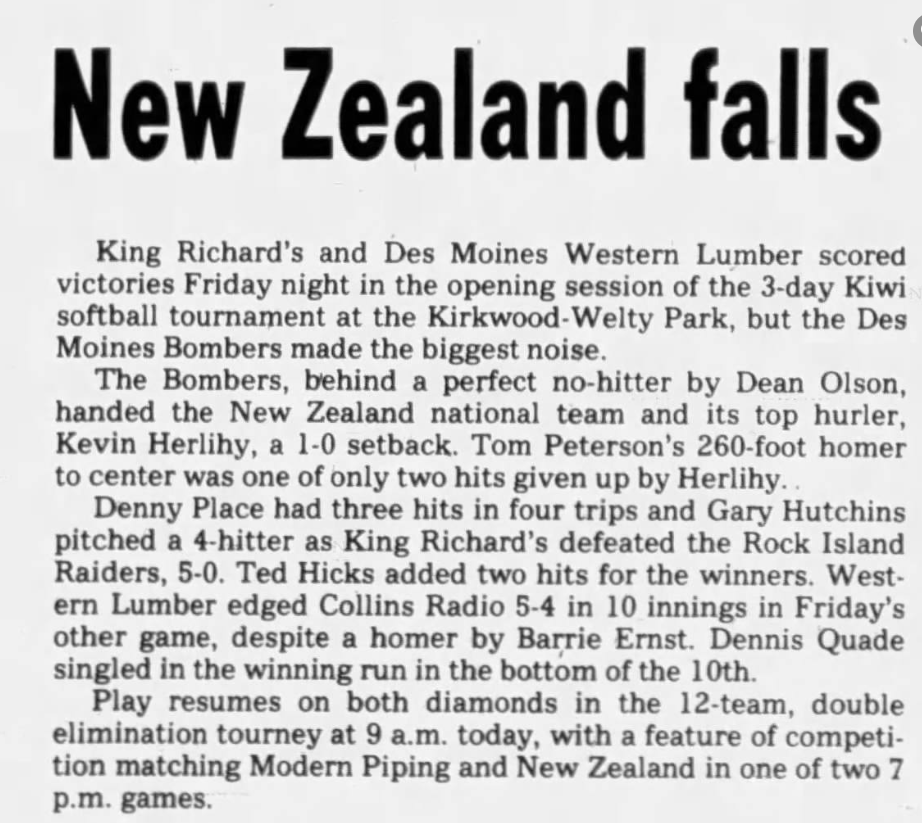 New Zealand falls
King Richard's and Des Moines Western Lumber scored
victories Friday night in the opening session of the 3-day Kiwi
softball tournament at the Kirkwood-Welty Park, but the Des
Moines Bombers made the biggest noise.
The Bombers, behind a perfect no-hitter by Dean Olson,
handed the New Zealand national team and its top hurler,
Kevin Herlihy, a 1-0 setback. Tom Peterson's 260-foot homer
to center was one of only two hits given up by Herlihy.
Denny Place had three hits in four trips and Gary Hutchins
pitched a 4-hitter as King Richard's defeated the Rock Island
Raiders, 5-0. Ted Hicks added two hits for the winners. West-
ern Lumber edged Collins Radio 5-4 in 10 innings in Friday's
other game, despite a homer by Barrie Ernst. Dennis Quade
singled in the winning run in the bottom of the 10th.
Play resumes on both diamonds in the 12-team, double
elimination tourney at 9 a.m. today, with a feature of competi-
tion matching Modern Piping and New Zealand in one of two 7
p.m. games.